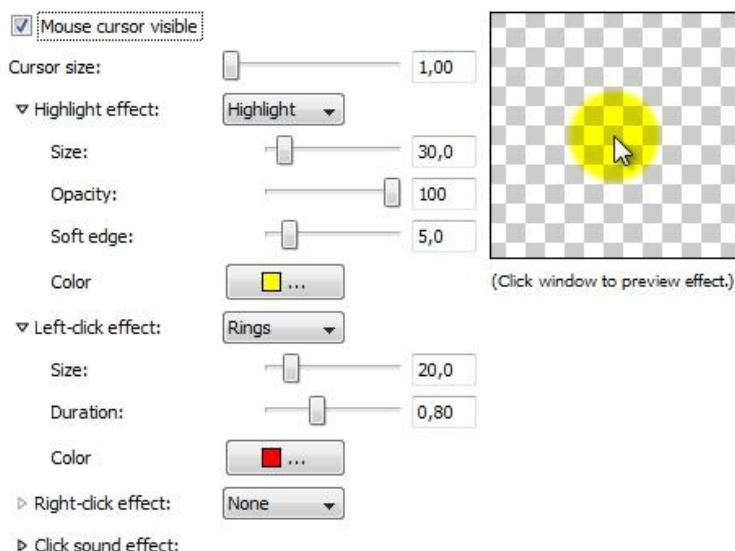 Mouse cursor visible
Cursor size: 1,00
Highlight effect: Highlight
Size: 30,0
Opacity: 100
Soft edge: 5,0
Color ...
(Click window to preview effect.)
Left-click effect: Rings
Size: 20,0
Duration: 0,80
Color ...
Right-click effect: None
Click sound effect: